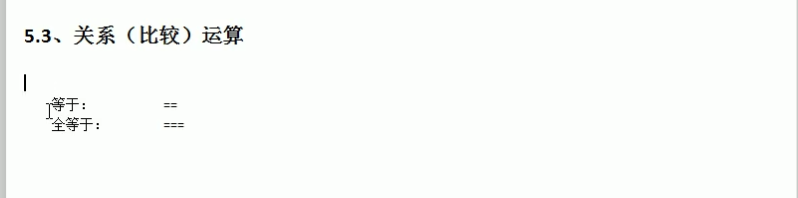 5.3、关系（比较）运算
等于： ==
全等于： ===